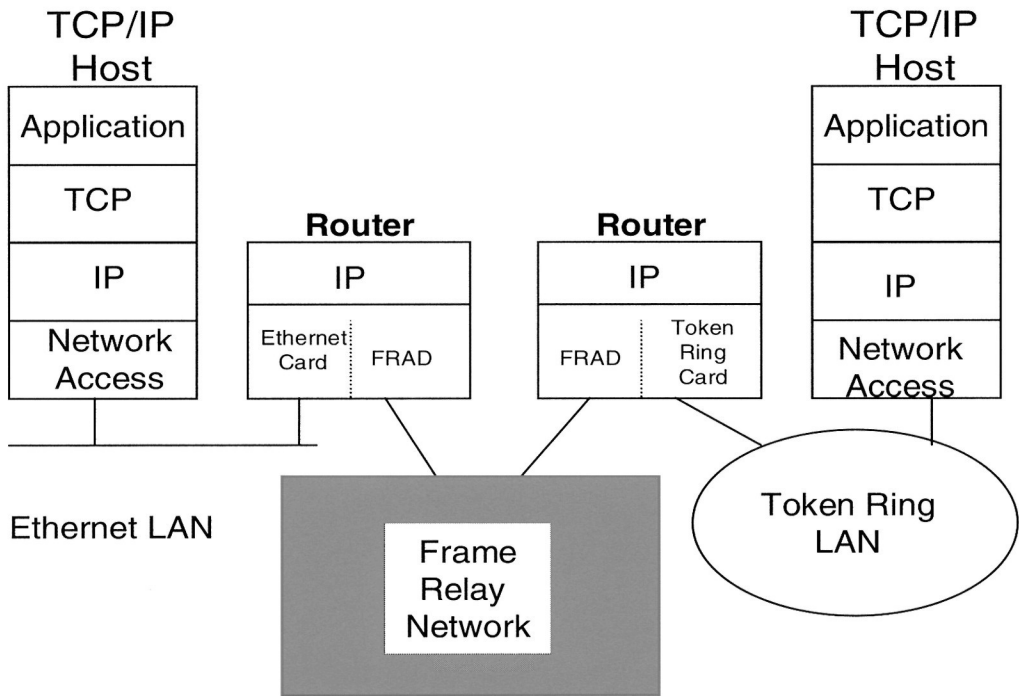 TCP/IP
Host
Application
TCP
IP
Network
Access
Router
IP
Ethernet
Card
FRAD
Router
IP
FRAD
Token
Ring
Card
TCP/IP
Host
Application
TCP
IP
Network
Access
Ethernet LAN
Frame
Relay
Network
Token Ring
LAN